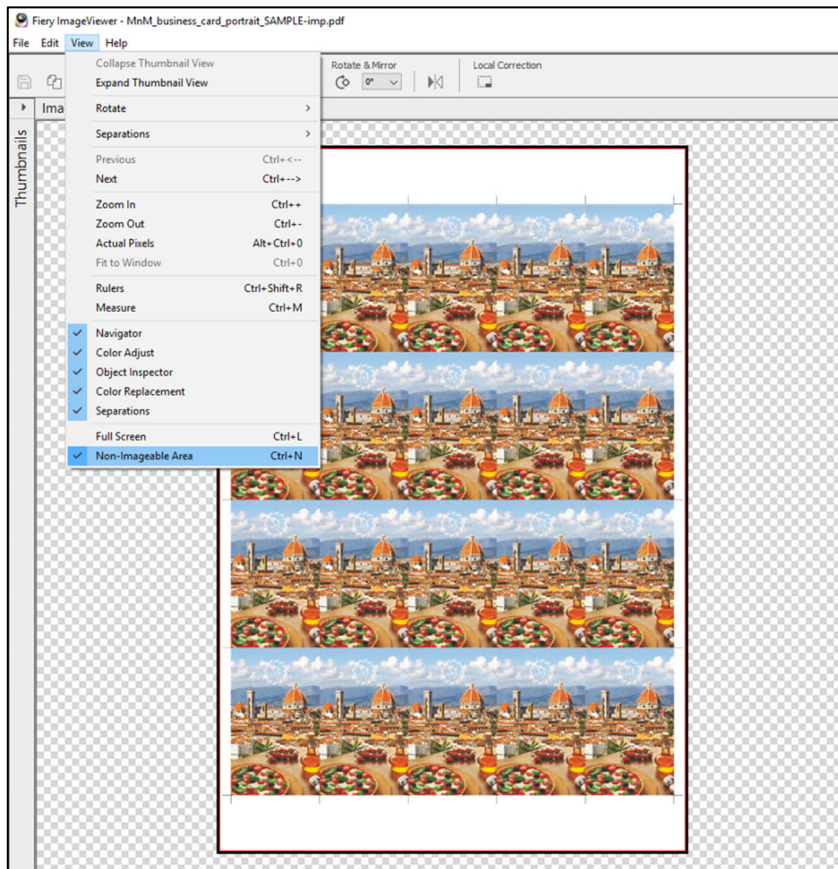 Fiery ImageViewer - MnM_business_card_portrait_SAMPLE-imp.pdf
File Edit View Help
Collapse Thumbnail View
Expand Thumbnail View
Rotate >
Separations >
Previous Ctrl+<--
Next Ctrl+-->
Zoom In Ctrl++
Zoom Out Ctrl+-
Actual Pixels Alt+Ctrl+0
Fit to Window Ctrl+0
Rulers Ctrl+Shift+R
Measure Ctrl+M
Navigator
Color Adjust
Object Inspector
Color Replacement
Separations
Full Screen Ctrl+L
Non-Imageable Area Ctrl+N
Rotate & Mirror
0°
Local Correction
Ima
Thumbnails